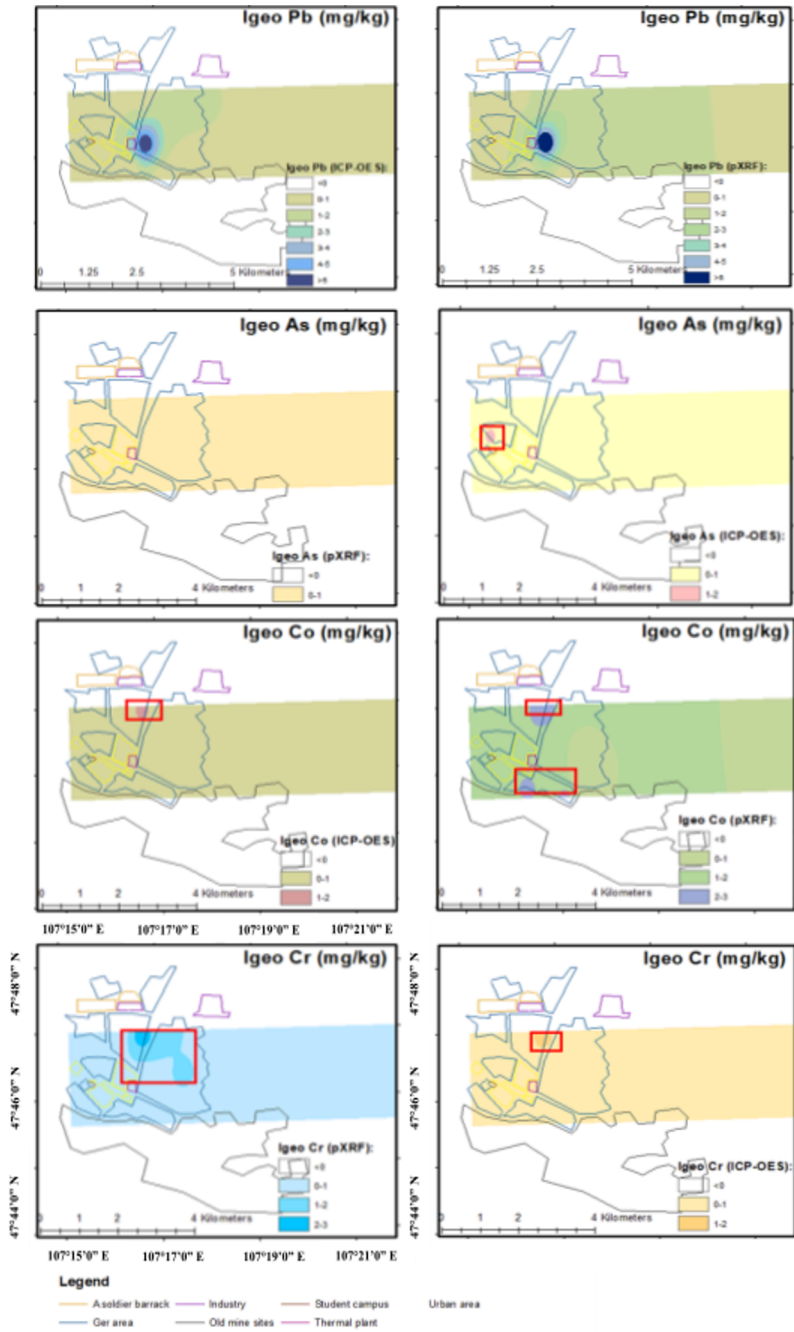 Igeo Pb (mg/kg)
Igeo Pb (ICP-OES):
<0
0-1
1-2
2-3
3-4
4-5
>5
0 1.25 2.5 5 Kilometers
Igeo Pb (mg/kg)
Igeo Pb (pXRF):
<0
0-1
1-2
2-3
3-4
4-5
0 1.25 2.5 5 Kilometers
Igeo As (mg/kg)
Igeo As (pXRF):
<0
0-1
0 1 2 4 Kilometers
Igeo As (mg/kg)
Igeo As (ICP-OES):
<0
0-1
1-2
0 1 2 4 Kilometers
Igeo Co (mg/kg)
Igeo Co (ICP-OES)
<0
0-1
1-2
0 1 2 4 Kilometers
Igeo Co (mg/kg)
Igeo Co (pXRF):
<0
0-1
1-2
2-3
0 1 2 4 Kilometers
107°15'0" E 107°17'0" E 107°19'0" E 107°21'0" E
47°48'0" N
47°46'0" N
47°44'0" N
Igeo Cr (mg/kg)
Igeo Cr (pXRF):
<0
0-1
1-2
2-3
0 1 2 4 Kilometers
47°48'0" N
47°46'0" N
47°44'0" N
Igeo Cr (mg/kg)
Igeo Cr (ICP-OES):
<0
0-1
1-2
0 1 2 4 Kilometers
107°15'0" E 107°17'0" E 107°19'0" E 107°21'0" E
Legend
A soldier barrack Industry Student campus Urban area
Ger area Old mine sites Thermal plant